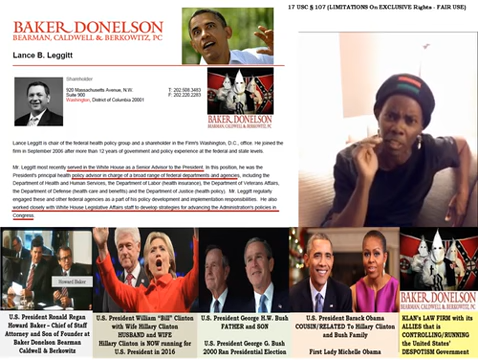 17 USC § 107 (LIMITATIONS On EXCLUSIVE Rights - FAIR USE)
BAKER DONELSON
BEARMAN, CALDWELL & BERKOWITZ, PC
Lance B. Leggitt
Shareholder
920 Massachusetts Avenue, N.W.
Suite 900
Washington, District of Columbia 20001
T: 202.508.3483
F: 202.220.2283
BAKER DONELSON
BEARMAN, CALDWELL & BERKOWITZ, PC
Lance Leggitt is chair of the federal health policy group and a shareholder in the Firm's Washington, D.C., office. He joined the
firm in September 2006 after more than 12 years of government and policy experience at the federal and state levels.
Mr. Leggitt most recently served in the White House as a Senior Advisor to the President. In this position, he was the
President's principal health policy advisor in charge of a broad range of federal departments and agencies, including the
Department of Health and Human Services, the Department of Labor (health insurance), the Department of Veterans Affairs,
the Department of Defense (health care and benefits) and the Department of Justice (health policy). Mr. Leggitt regularly
engaged these and other federal agencies as a part of his policy development and implementation responsibilities. He also
worked closely with White House Legislative Affairs staff to develop strategies for advancing the Administration's policies in
Congress.
Howard Baker
BAKER DONELSON
BEARMAN, CALDWELL & BERKOWITZ, PC
U.S. President Ronald Regan
Howard Baker – Chief of Staff
Attorney and Son of Founder at
Baker Donelson Bearman
Caldwell & Berkowitz
U.S. President William "Bill" Clinton
with Wife Hillary Clinton
HUSBAND and WIFE
Hillary Clinton is NOW running for
U.S. President in 2016
U.S. President George H.W. Bush
FATHER and SON
U.S. President George G. Bush
2000 Ran Presidential Election
U.S. President Barack Obama
COUSIN/RELATED To Hillary Clinton
and Bush Family
First Lady Michelle Obama
KLAN's LAW FIRM with its
ALLIES that is
CONTROLLING/RUNNING
the United States'
DESPOTISM Government